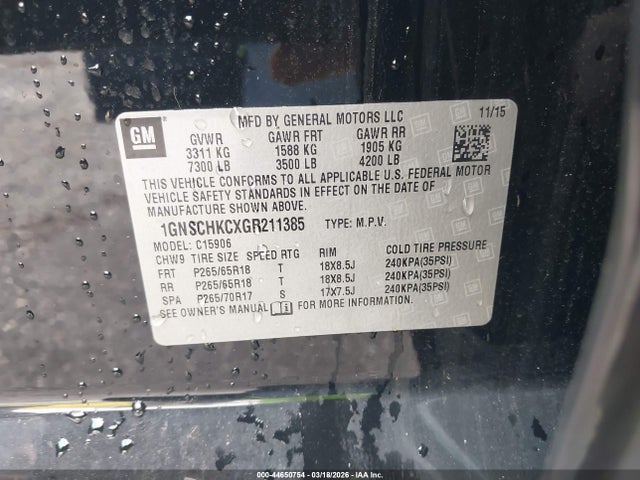 GM
MFD BY GENERAL MOTORS LLC 11/15
GVWR GAWR FRT GAWR RR
3311 KG 1588 KG 1905 KG
7300 LB 3500 LB 4200 LB
THIS VEHICLE CONFORMS TO ALL APPLICABLE U.S. FEDERAL MOTOR
VEHICLE SAFETY STANDARDS IN EFFECT ON THE DATE OF
MANUFACTURE SHOWN ABOVE.
1GNSCHKCXGR211385 TYPE: M.P.V.
MODEL: C15906
CHW9 TIRE SIZE SPEED RTG RIM COLD TIRE PRESSURE
FRT P265/65R18 T 18X8.5J 240KPA(35PSI)
RR P265/65R18 T 18X8.5J 240KPA(35PSI)
SPA P265/70R17 S 17X7.5J 240KPA(35PSI)
SEE OWNER'S MANUAL FOR MORE INFORMATION.
000-44650754 - 03/18/2026 - COPYRIGHT IAA, Inc.